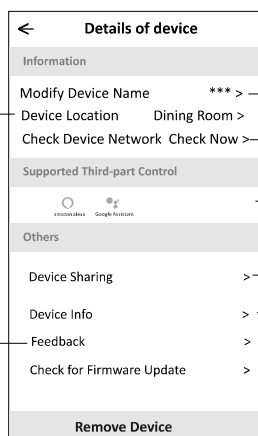 ← Details of device
Information
Modify Device Name *** >
Device Location Dining Room >
Check Device Network Check Now >
Supported Third-part Control
amazon alexa Google Assistant
Others
Device Sharing >
Device Info >
Feedback >
Check for Firmware Update >
Remove Device